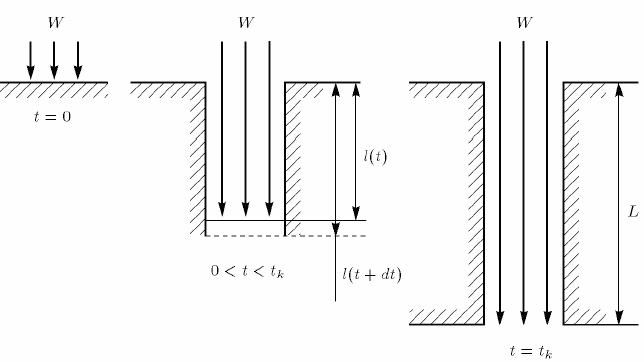 W
t = 0
W
l(t)
0 < t < t_k
l(t + dt)
W
L
t = t_k